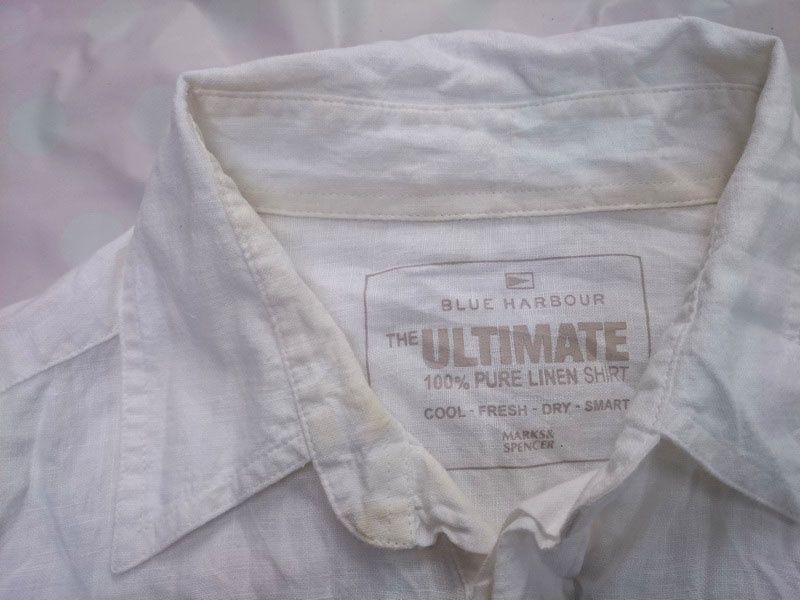 BLUE HARBOUR
THE ULTIMATE
100% PURE LINEN SHIRT
COOL - FRESH - DRY - SMART
MARKS&
SPENCER